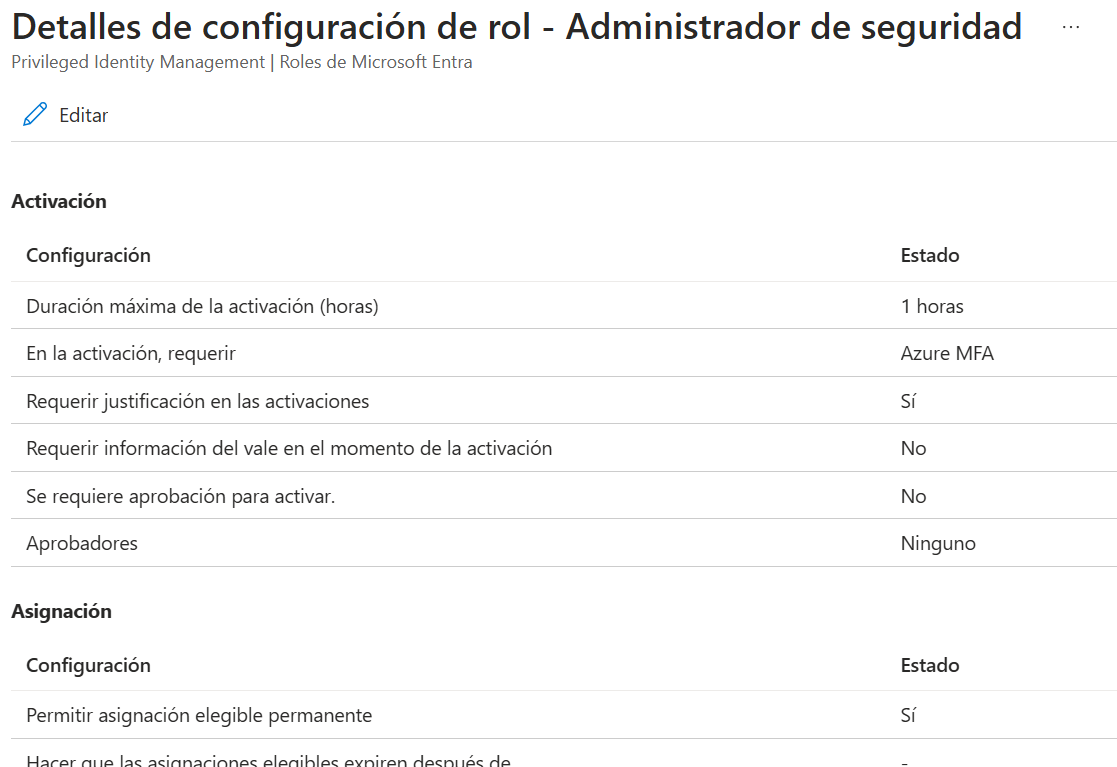 Detalles de configuración de rol - Administrador de seguridad ...
Privileged Identity Management | Roles de Microsoft Entra
Editar
Activación
Configuración Estado
Duración máxima de la activación (horas) 1 horas
En la activación, requerir Azure MFA
Requerir justificación en las activaciones Sí
Requerir información del vale en el momento de la activación No
Se requiere aprobación para activar. No
Aprobadores Ninguno
Asignación
Configuración Estado
Permitir asignación elegible permanente Sí
Hacer que las asignaciones elegibles expiren después de -